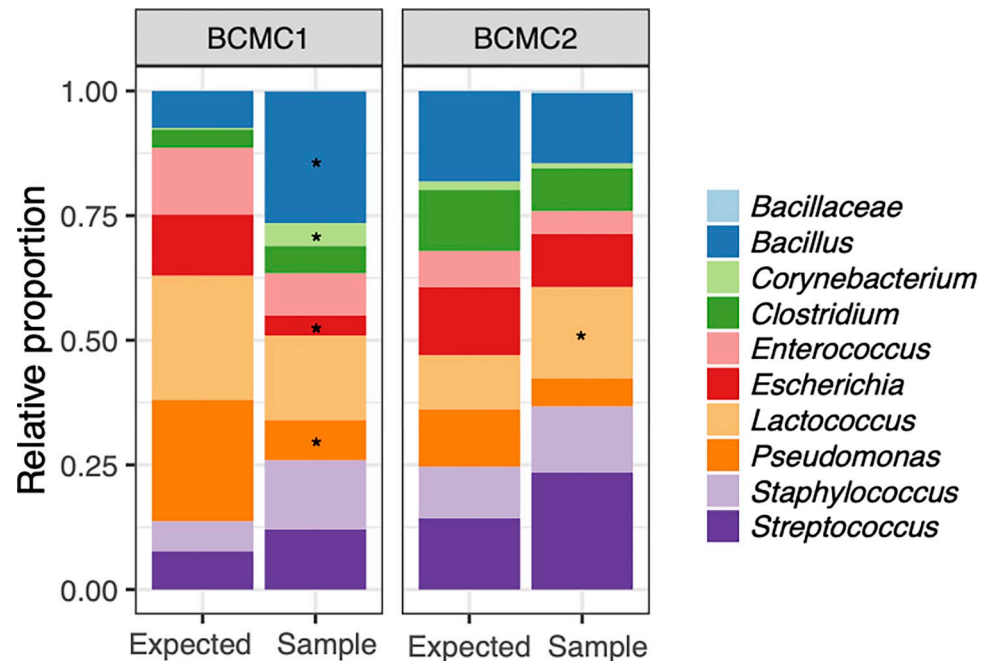 BCMC1
BCMC2
Relative proportion
1.00
0.75
0.50
0.25
0.00
*
*
*
*
*
Expected
Sample
Expected
Sample
Bacillaceae
Bacillus
Corynebacterium
Clostridium
Enterococcus
Escherichia
Lactococcus
Pseudomonas
Staphylococcus
Streptococcus